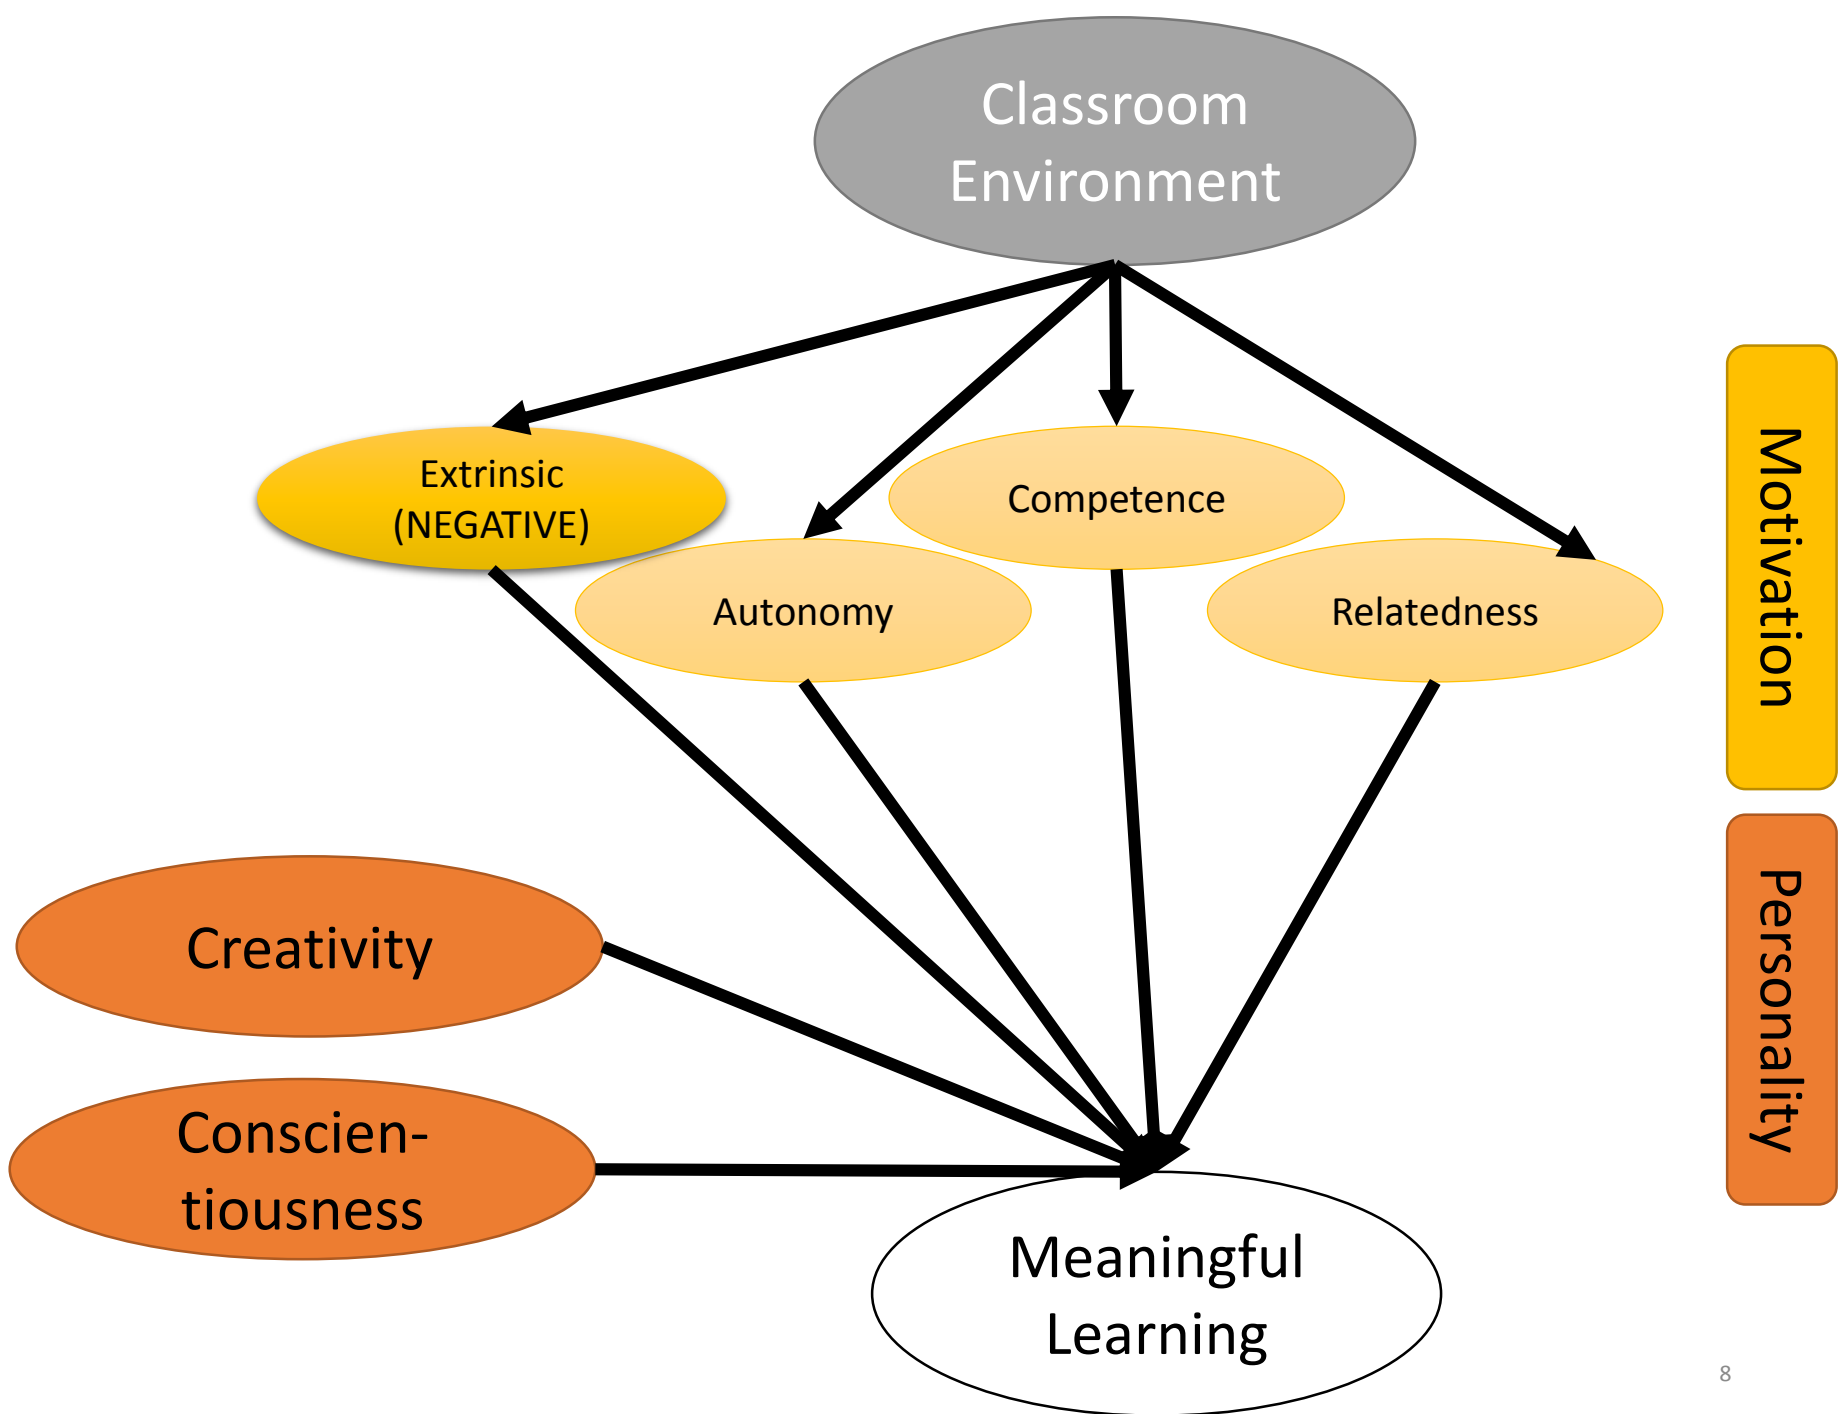 Classroom
Environment
Extrinsic
(NEGATIVE)
Competence
Autonomy
Relatedness
Motivation
Creativity
Conscien-
tiousness
Personality
Meaningful
Learning
8